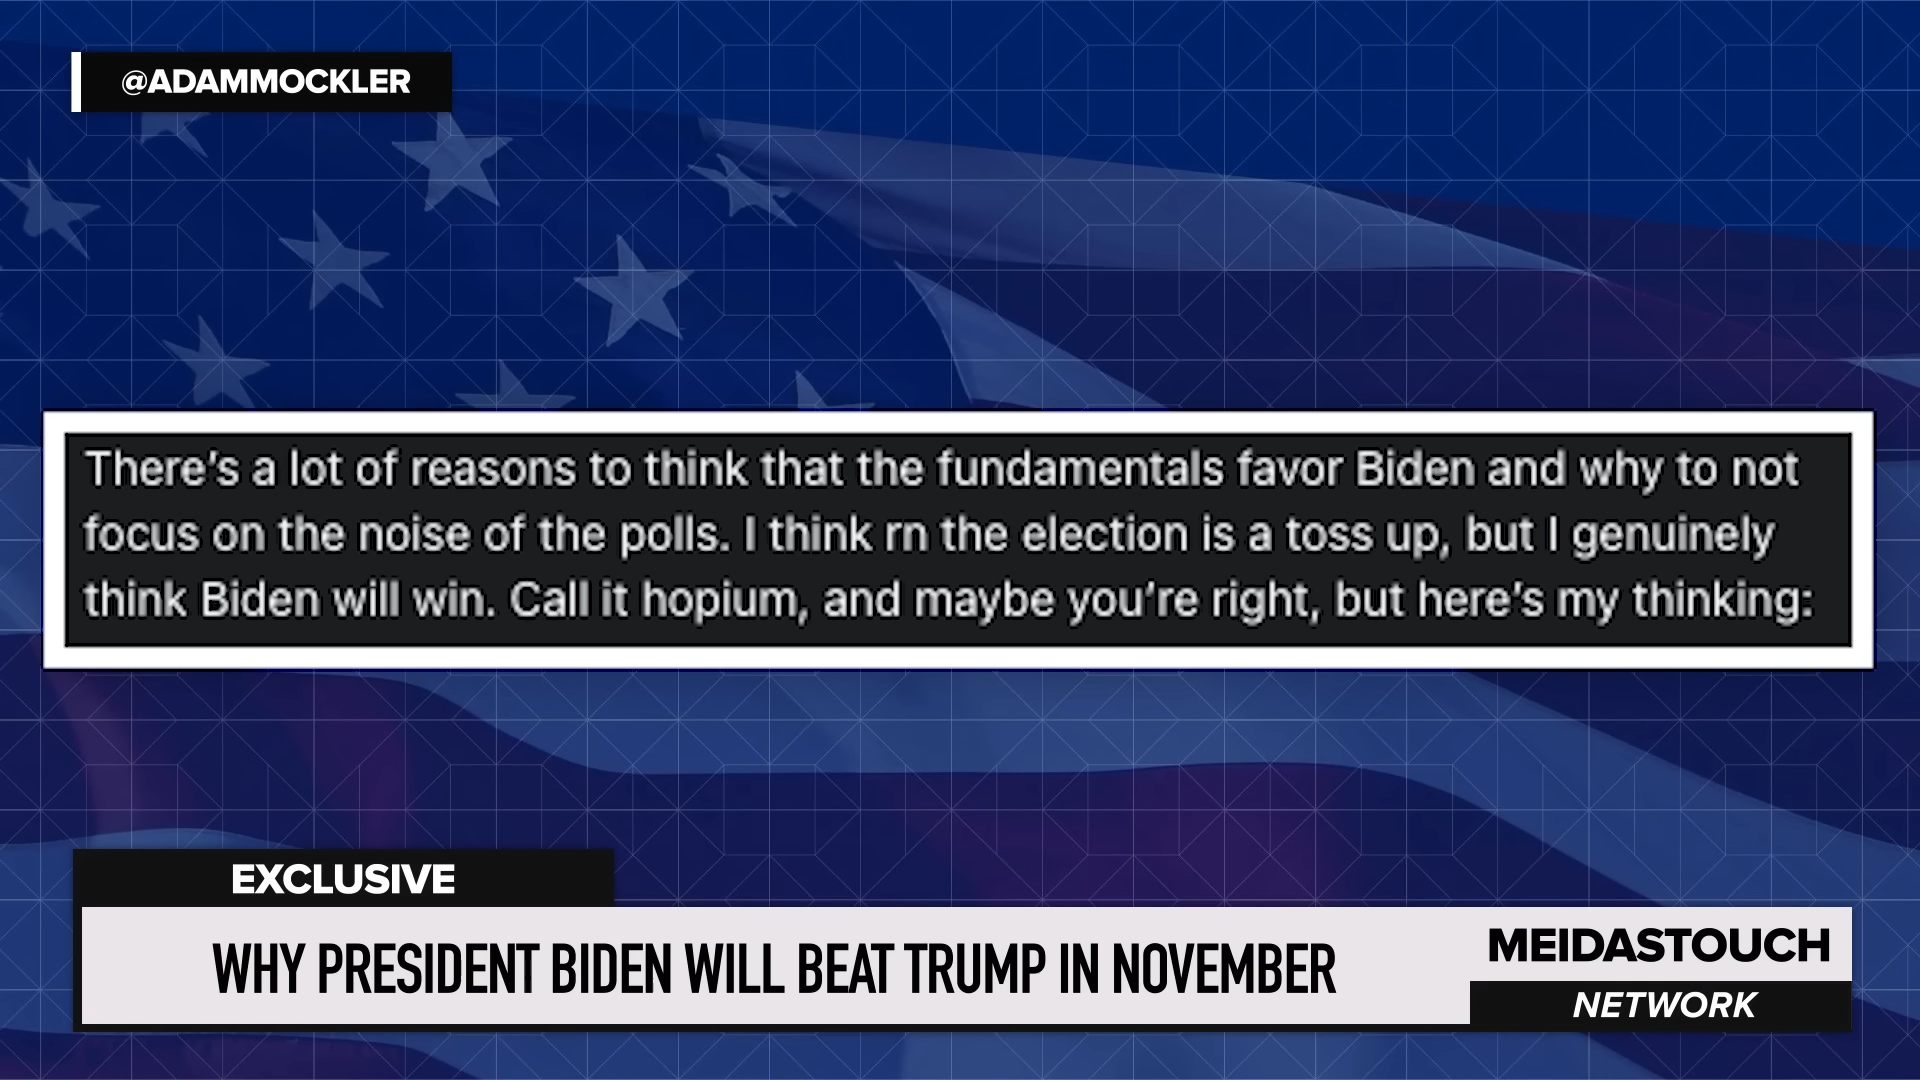 @ADAMMOCKLER
There's a lot of reasons to think that the fundamentals favor Biden and why to not
focus on the noise of the polls. I think rn the election is a toss up, but I genuinely
think Biden will win. Call it hopium, and maybe you're right, but here's my thinking:
EXCLUSIVE
WHY PRESIDENT BIDEN WILL BEAT TRUMP IN NOVEMBER
MEIDASTOUCH
NETWORK